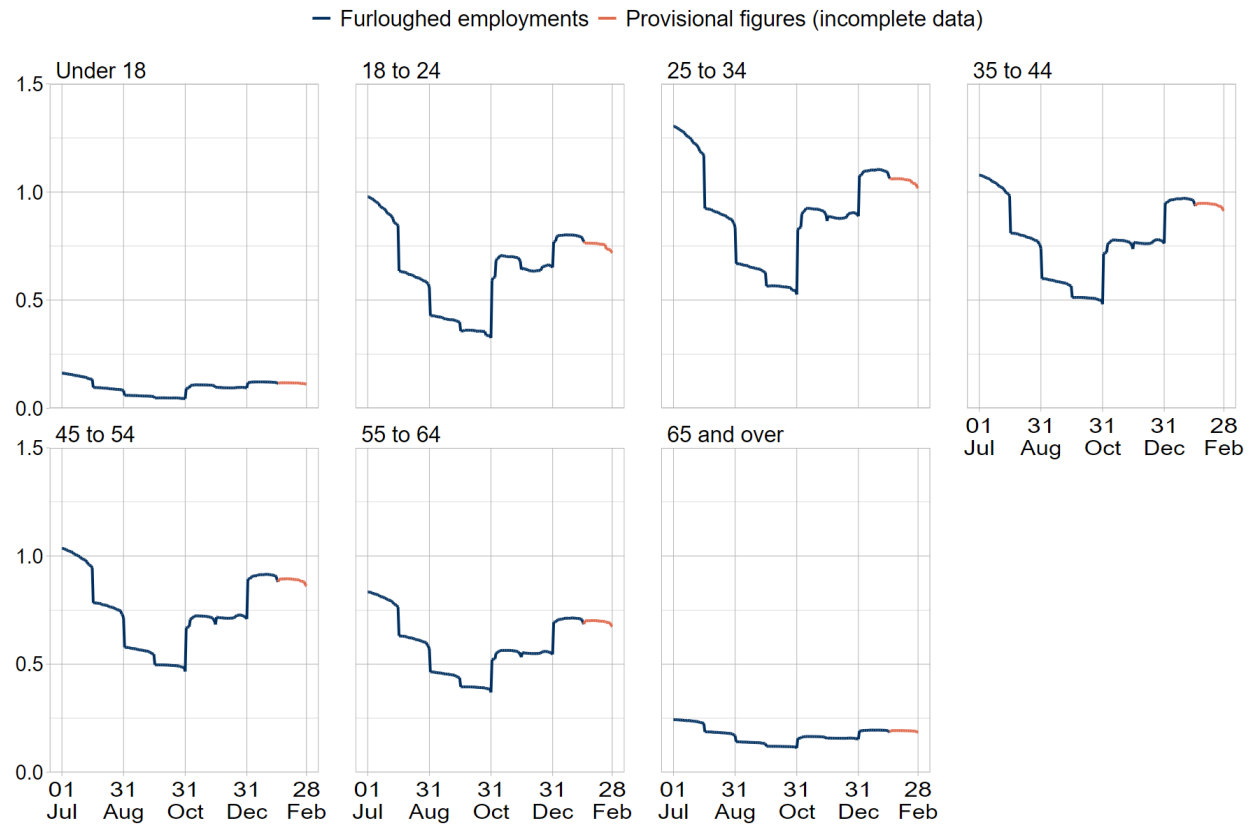 Furloughed employments Provisional figures (incomplete data)
Under 18 18 to 24 25 to 34 35 to 44
1.5
1.0
0.5
0.0
01 31 31 31 28
Jul Aug Oct Dec Feb
45 to 54 55 to 64 65 and over
1.5
1.0
0.5
0.0
01 31 31 31 28 01 31 31 31 28 01 31 31 31 28
Jul Aug Oct Dec Feb Jul Aug Oct Dec Feb Jul Aug Oct Dec Feb